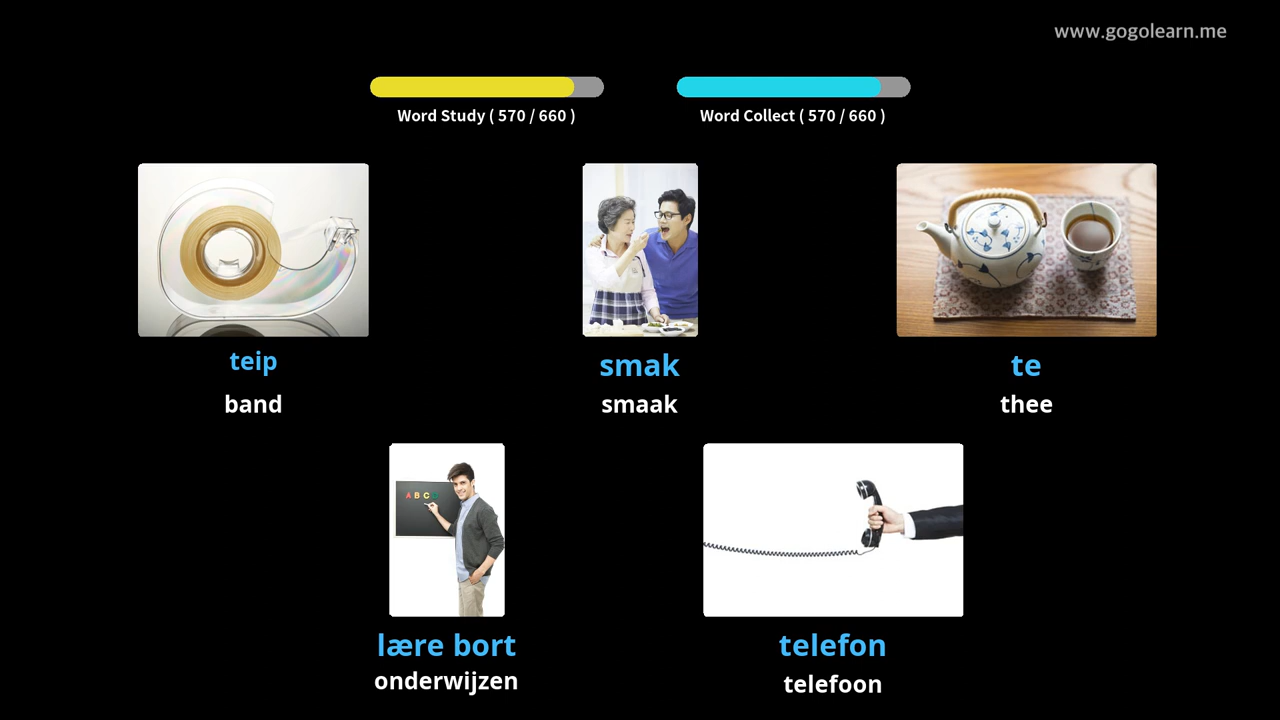 www.gogolearn.me
Word Study ( 570 / 660 )
Word Collect ( 570 / 660 )
teip
band
smak
smaak
te
thee
A B C D
lære bort
onderwijzen
telefon
telefoon